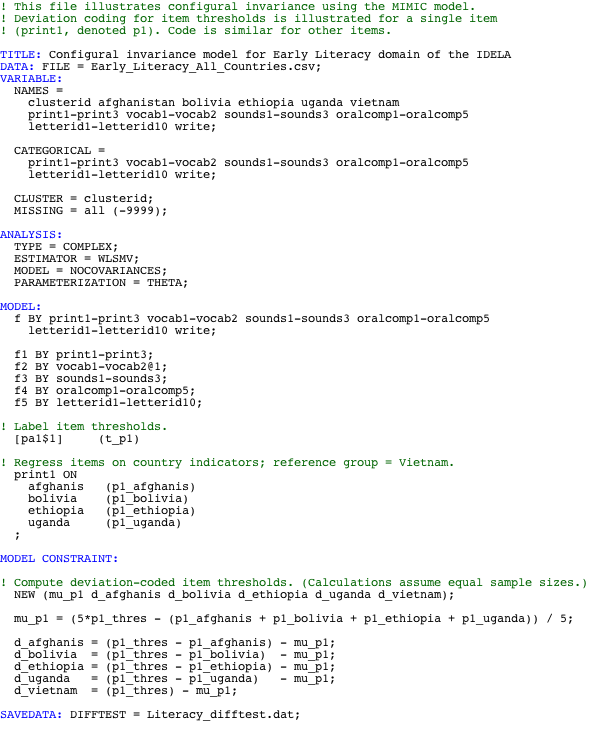 ! This file illustrates configural invariance using the MIMIC model.
! Deviation coding for item thresholds is illustrated for a single item
! (print1, denoted p1). Code is similar for other items.
TITLE: Configural invariance model for Early Literacy domain of the IDELA
DATA: FILE = Early_Literacy_All_Countries.csv;
VARIABLE:
NAMES =
clusterid afghanistan bolivia ethiopia uganda vietnam
print1-print3 vocab1-vocab2 sounds1-sounds3 oralcomp1-oralcomp5
letterid1-letterid10 write;
CATEGORICAL =
print1-print3 vocab1-vocab2 sounds1-sounds3 oralcomp1-oralcomp5
letterid1-letterid10 write;
CLUSTER = clusterid;
MISSING = all (-9999);
ANALYSIS:
TYPE = COMPLEX;
ESTIMATOR = WLSMV;
MODEL = NOCOVARIANCES;
PARAMETERIZATION = THETA;
MODEL:
f BY print1-print3 vocab1-vocab2 sounds1-sounds3 oralcomp1-oralcomp5
letterid1-letterid10 write;
f1 BY print1-print3;
f2 BY vocab1-vocab2@1;
f3 BY sounds1-sounds3;
f4 BY oralcomp1-oralcomp5;
f5 BY letterid1-letterid10;
! Label item thresholds.
[pa1$1] (t_p1)
! Regress items on country indicators; reference group = Vietnam.
print1 ON
afghanis (p1_afghanis)
bolivia (p1_bolivia)
ethiopia (p1_ethiopia)
uganda (p1_uganda)
;
MODEL CONSTRAINT:
! Compute deviation-coded item thresholds. (Calculations assume equal sample sizes.)
NEW (mu_p1 d_afghanis d_bolivia d_ethiopia d_uganda d_vietnam);
mu_p1 = (5*p1_thres - (p1_afghanis + p1_bolivia + p1_ethiopia + p1_uganda)) / 5;
d_afghanis = (p1_thres - p1_afghanis) - mu_p1;
d_bolivia = (p1_thres - p1_bolivia) - mu_p1;
d_ethiopia = (p1_thres - p1_ethiopia) - mu_p1;
d_uganda = (p1_thres - p1_uganda) - mu_p1;
d_vietnam = (p1_thres) - mu_p1;
SAVEDATA: DIFFTEST = Literacy_difftest.dat;